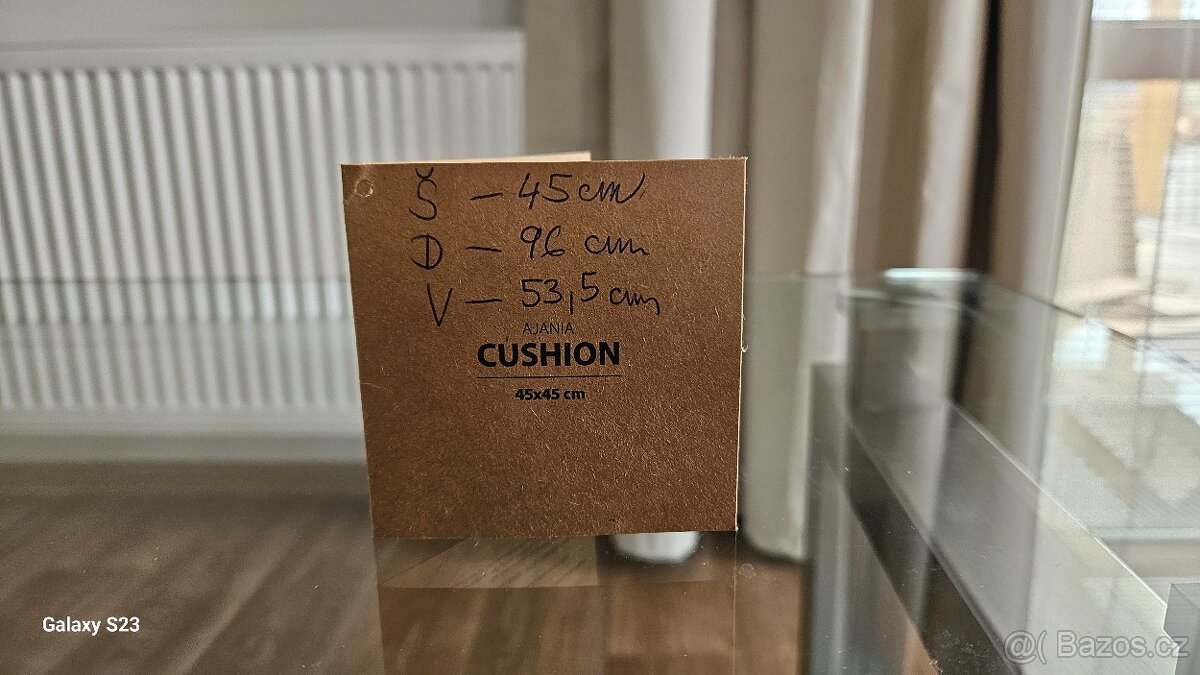 Š - 45 cm
D - 96 cm
V - 53,5 cm
AJANIA
CUSHION
45x45 cm
Galaxy S23
@( Bazos.cz